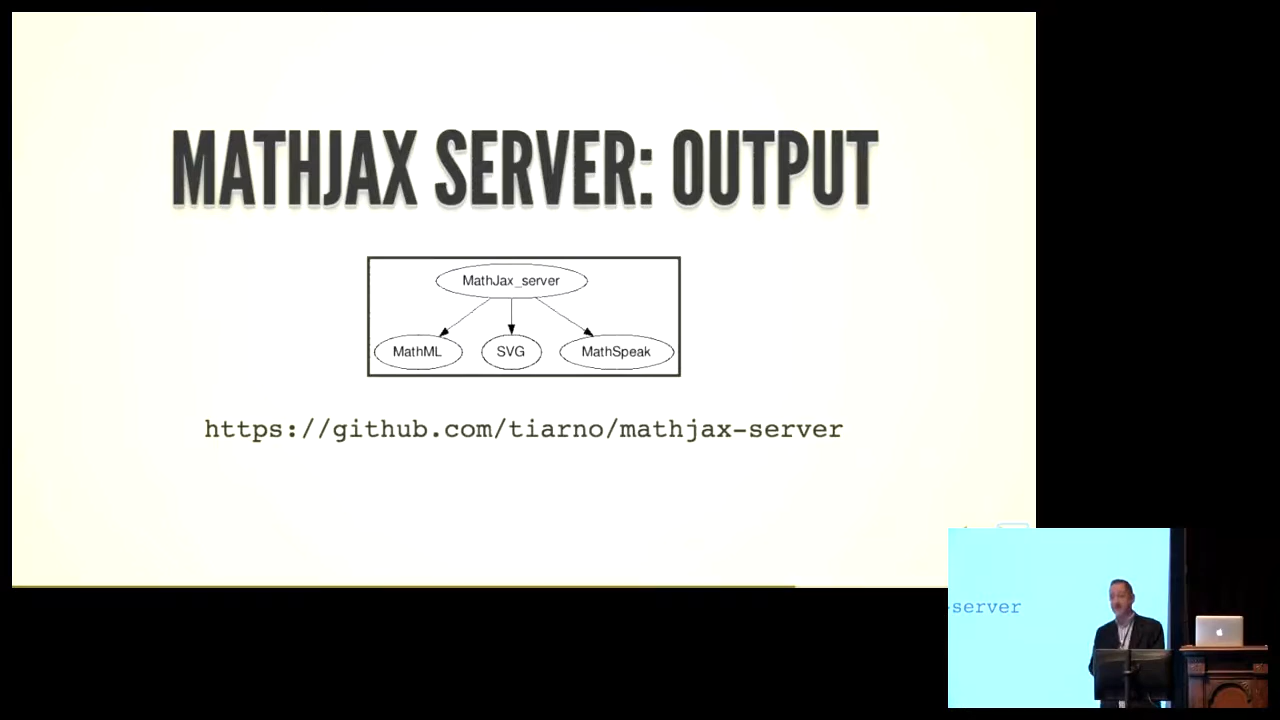 MATHJAX SERVER: OUTPUT
MathJax_server
MathML
SVG
MathSpeak
https://github.com/tiarno/mathjax-server
-server